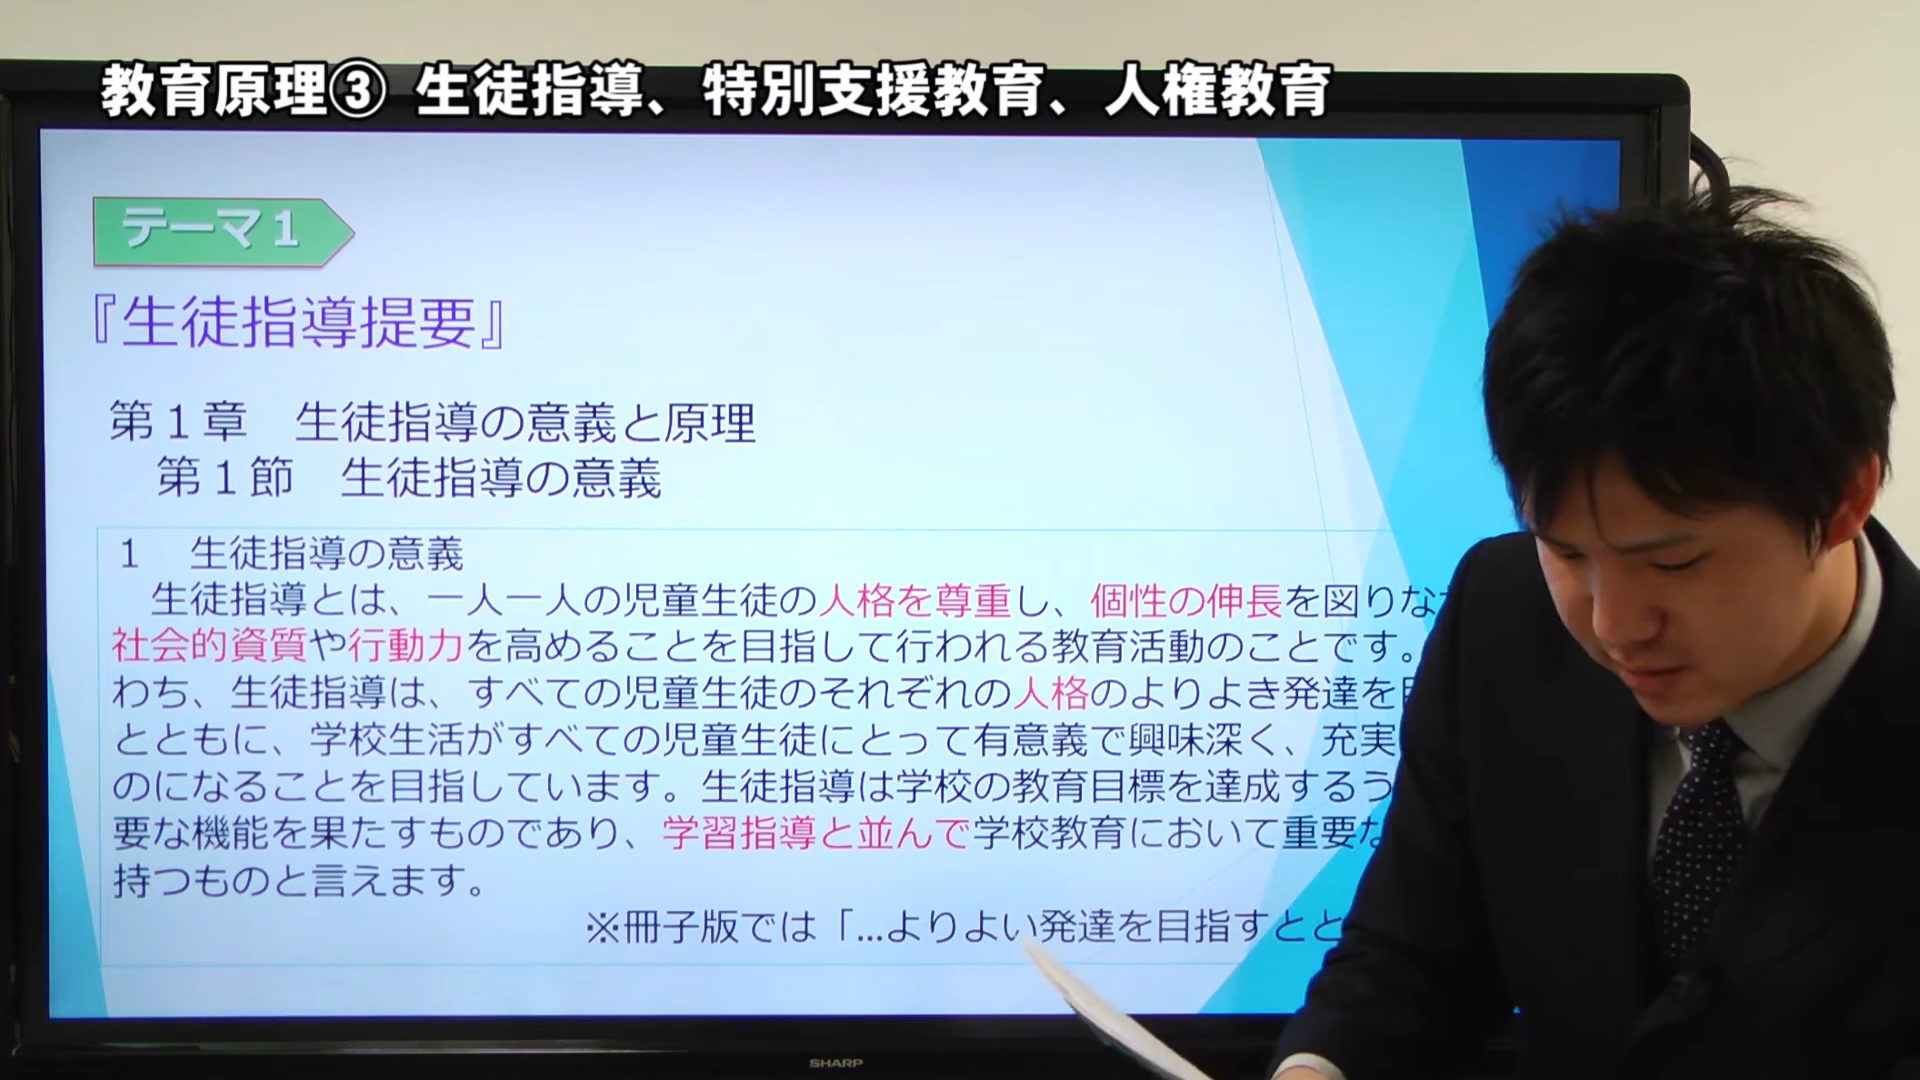 教育原理③ 生徒指導、特別支援教育、人権教育
テーマ１
『生徒指導提要』
第１章　生徒指導の意義と原理
第１節　生徒指導の意義
１　生徒指導の意義
生徒指導とは、一人一人の児童生徒の人格を尊重し、個性の伸長を図りな
社会的資質や行動力を高めることを目指して行われる教育活動のことです。
わち、生徒指導は、すべての児童生徒のそれぞれの人格のよりよき発達を目
とともに、学校生活がすべての児童生徒にとって有意義で興味深く、充実
のになることを目指しています。生徒指導は学校の教育目標を達成するう
要な機能を果たすものであり、学習指導と並んで学校教育において重要な
持つものと言えます。
※冊子版では「…よりよい発達を目指すとと
SHARP